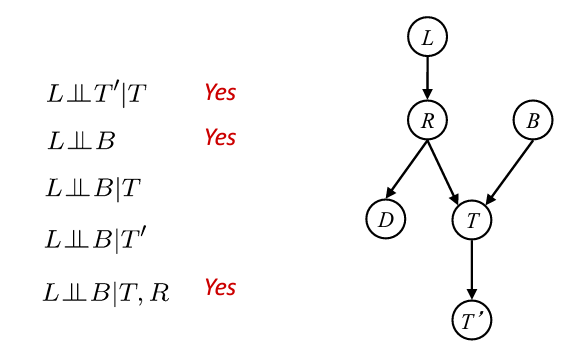 L⫫T′|T Yes
L⫫B Yes
L⫫B|T
L⫫B|T′
L⫫B|T, R Yes
L
R
B
D
T
T’